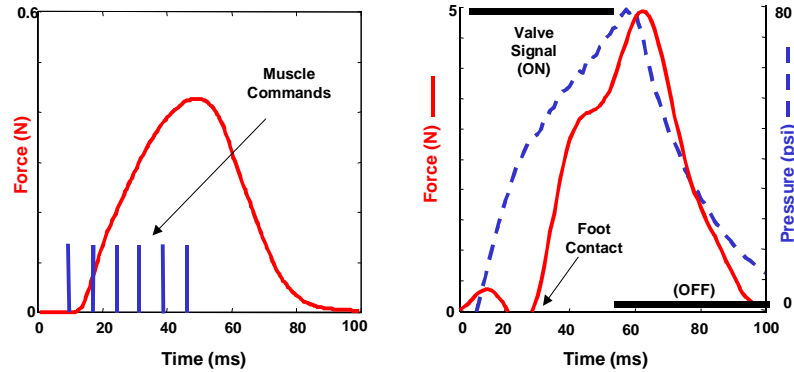 0.6
Muscle
Commands
Force (N)
0
0 20 40 60 80 100
Time (ms)
5
Valve
Signal
(ON)
80
Force (N)
Pressure (psi)
Foot
Contact
(OFF)
0
0
0 20 40 60 80 100
Time (ms)